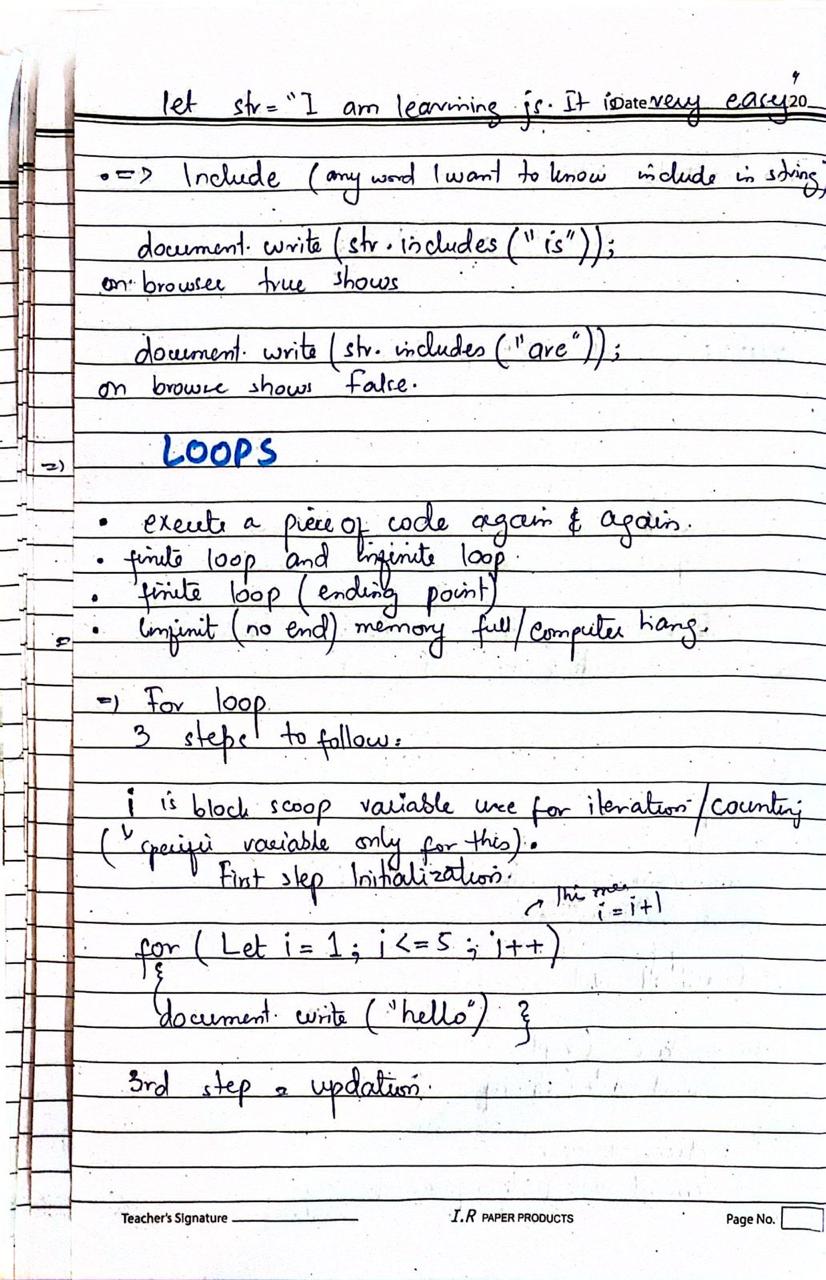 let str = "I am learnining js. It is Date very easy" 20
•=> Include (any word I want to know include in string)
document. write (str. includes ("is"));
on browser true shows
document. write (str. includes ("are"));
on browse shows false.
LOOPS
=)
• execute a piece of code again & again.
• finite loop and infinite loop.
• finite loop (ending point)
• infinit (no end) memory full/computer hang.
=) For loop
3 steps to follow:
i is block scoop variable use for iteration/counting
(specific variable only for this).
First step Initialization.
i = i+1
for ( Let i = 1; i <= 5 ; i++)
{
document. write ("hello") }
3rd step = updation.
Teacher's Signature
I.R PAPER PRODUCTS
Page No.